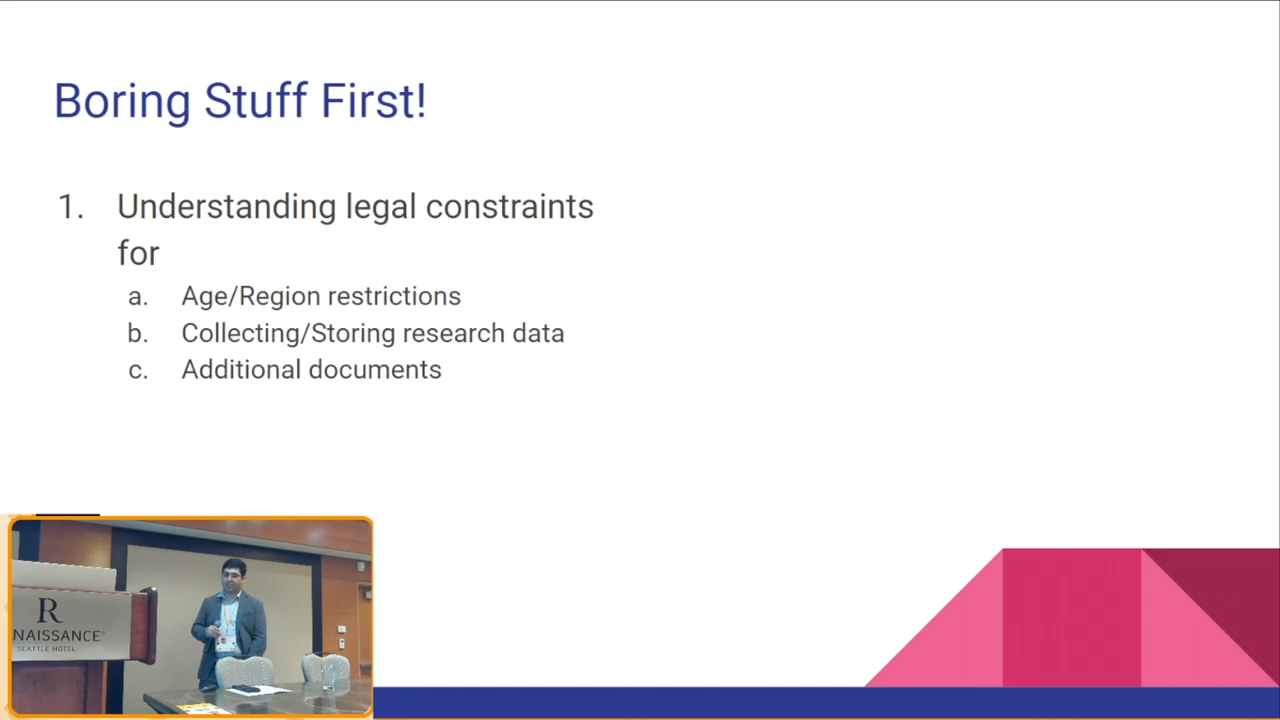 Boring Stuff First!
1. Understanding legal constraints
for
a. Age/Region restrictions
b. Collecting/Storing research data
c. Additional documents
R
NAISSANCE
SEATTLE HOTEL